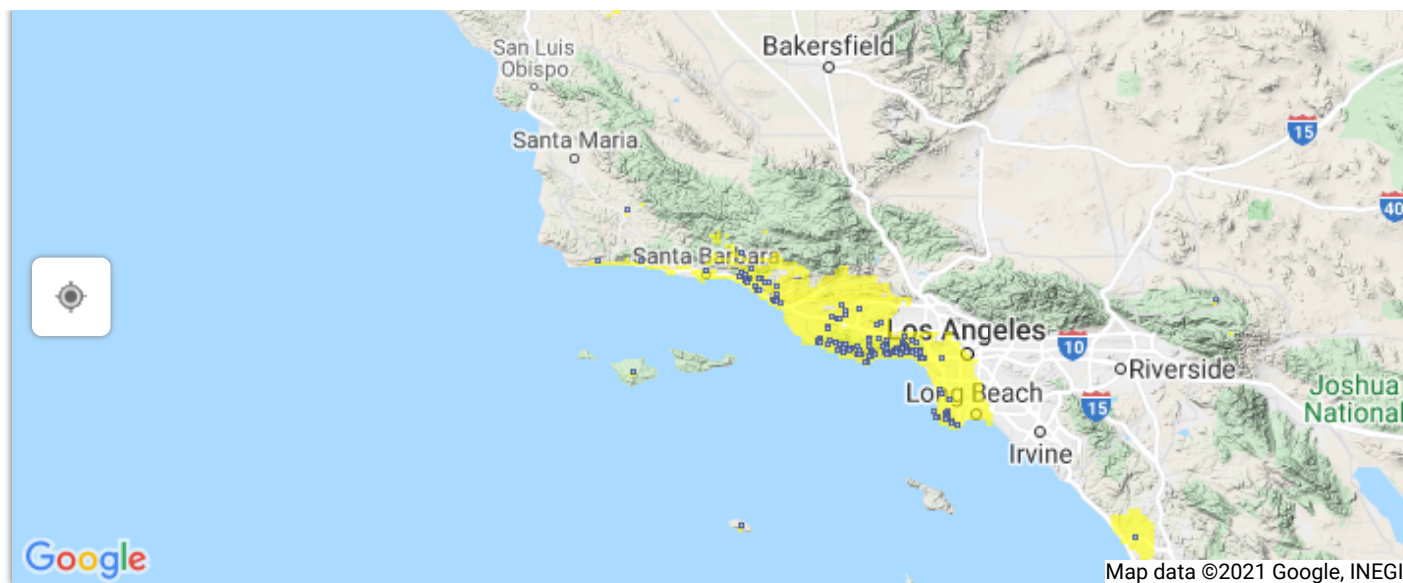 San Luis
Obispo
Bakersfield
Santa Maria
15
40
Santa Barbara
Los Angeles
10
Riverside
Long Beach
15
Joshua
National
Irvine
Google
Map data ©2021 Google, INEGI